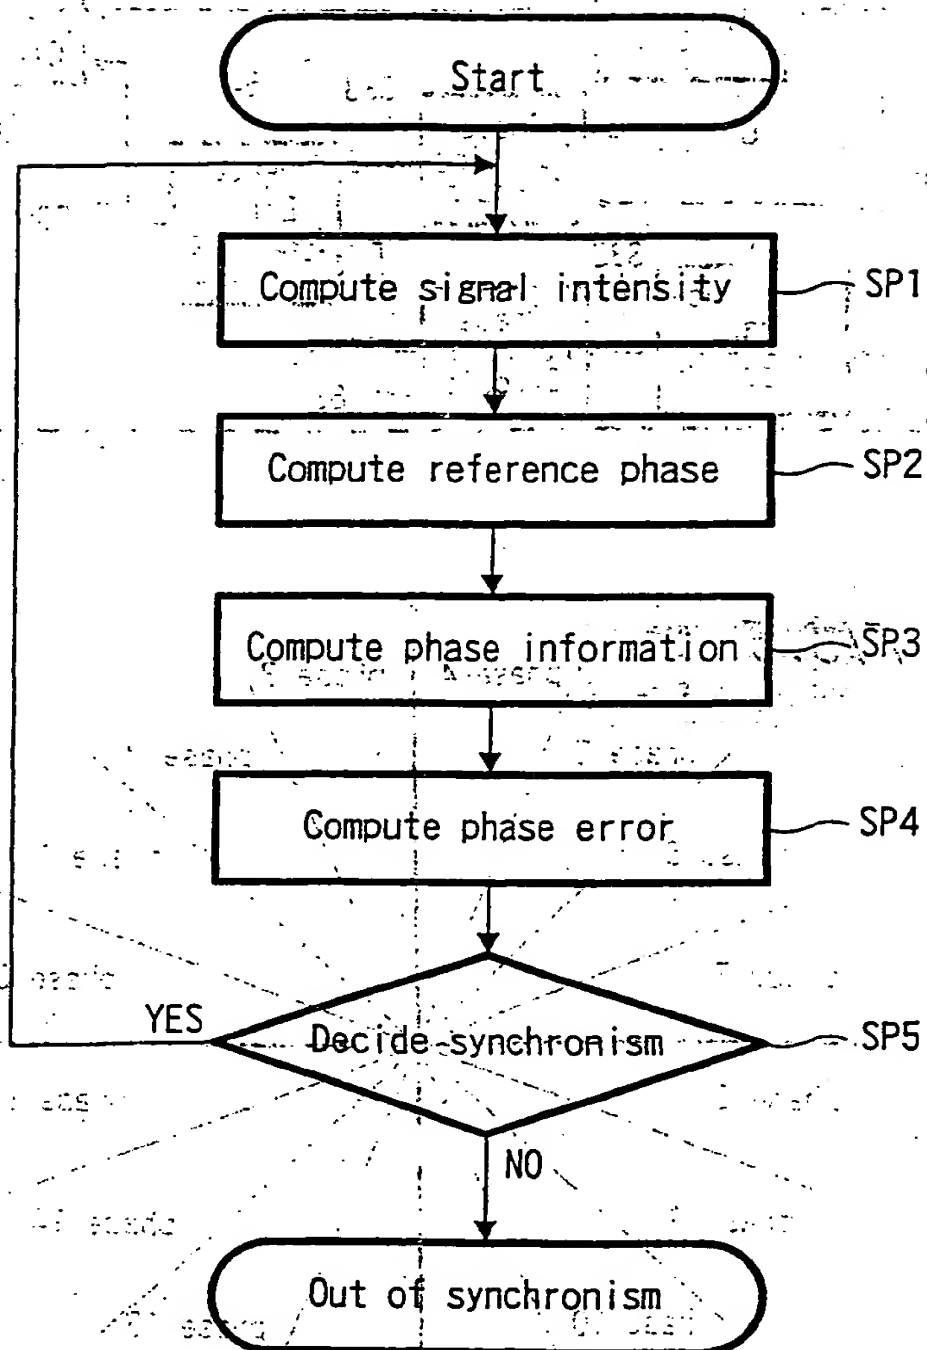 Start
Compute signal intensity SP1
Compute reference phase SP2
Compute phase information SP3
Compute phase error SP4
YES
Decide synchronism SP5
NO
Out of synchronism